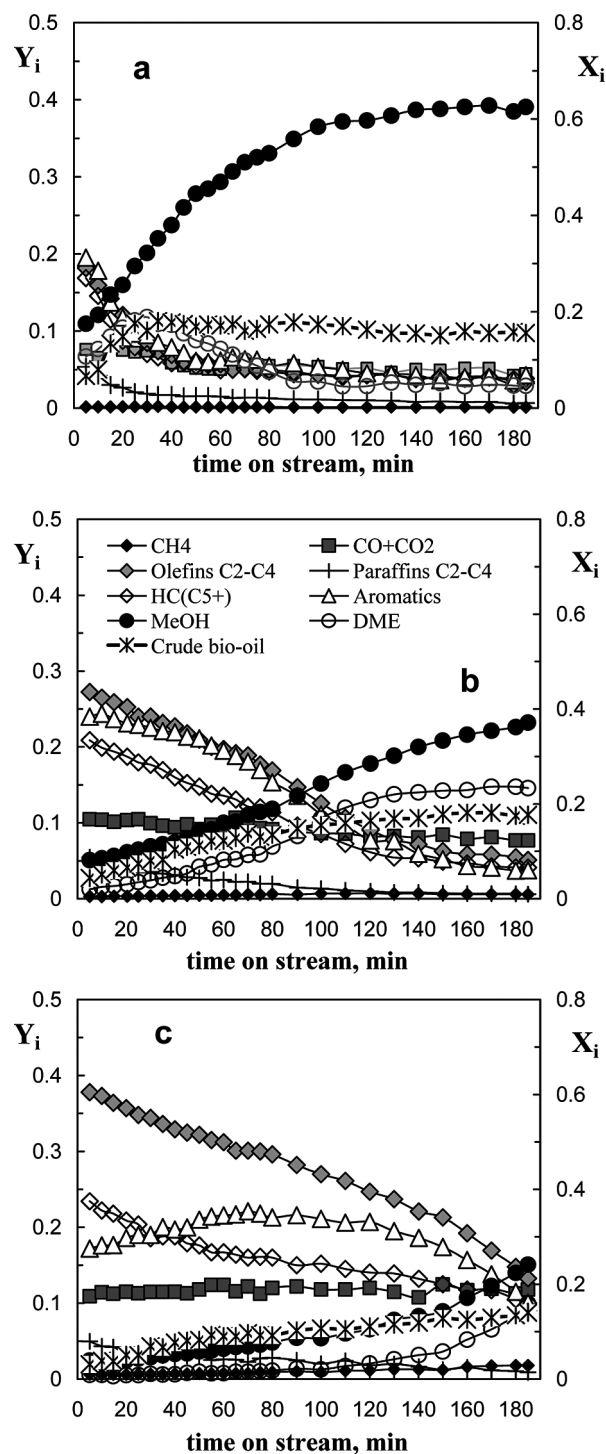 0.5 0.8
Yi a Xi
0.4 0.6
0.3
0.4
0.2
0.2
0.1
0 0
0 20 40 60 80 100 120 140 160 180
time on stream, min
0.5 0.8
Yi CH4 CO+CO2 Xi
Olefins C2-C4 Paraffins C2-C4
0.4 HC(C5+) Aromatics 0.6
MeOH DME
Crude bio-oil
0.3 b
0.4
0.2
0.2
0.1
0 0
0 20 40 60 80 100 120 140 160 180
time on stream, min
0.5 0.8
Yi c Xi
0.4 0.6
0.3
0.4
0.2
0.2
0.1
0 0
0 20 40 60 80 100 120 140 160 180
time on stream, min